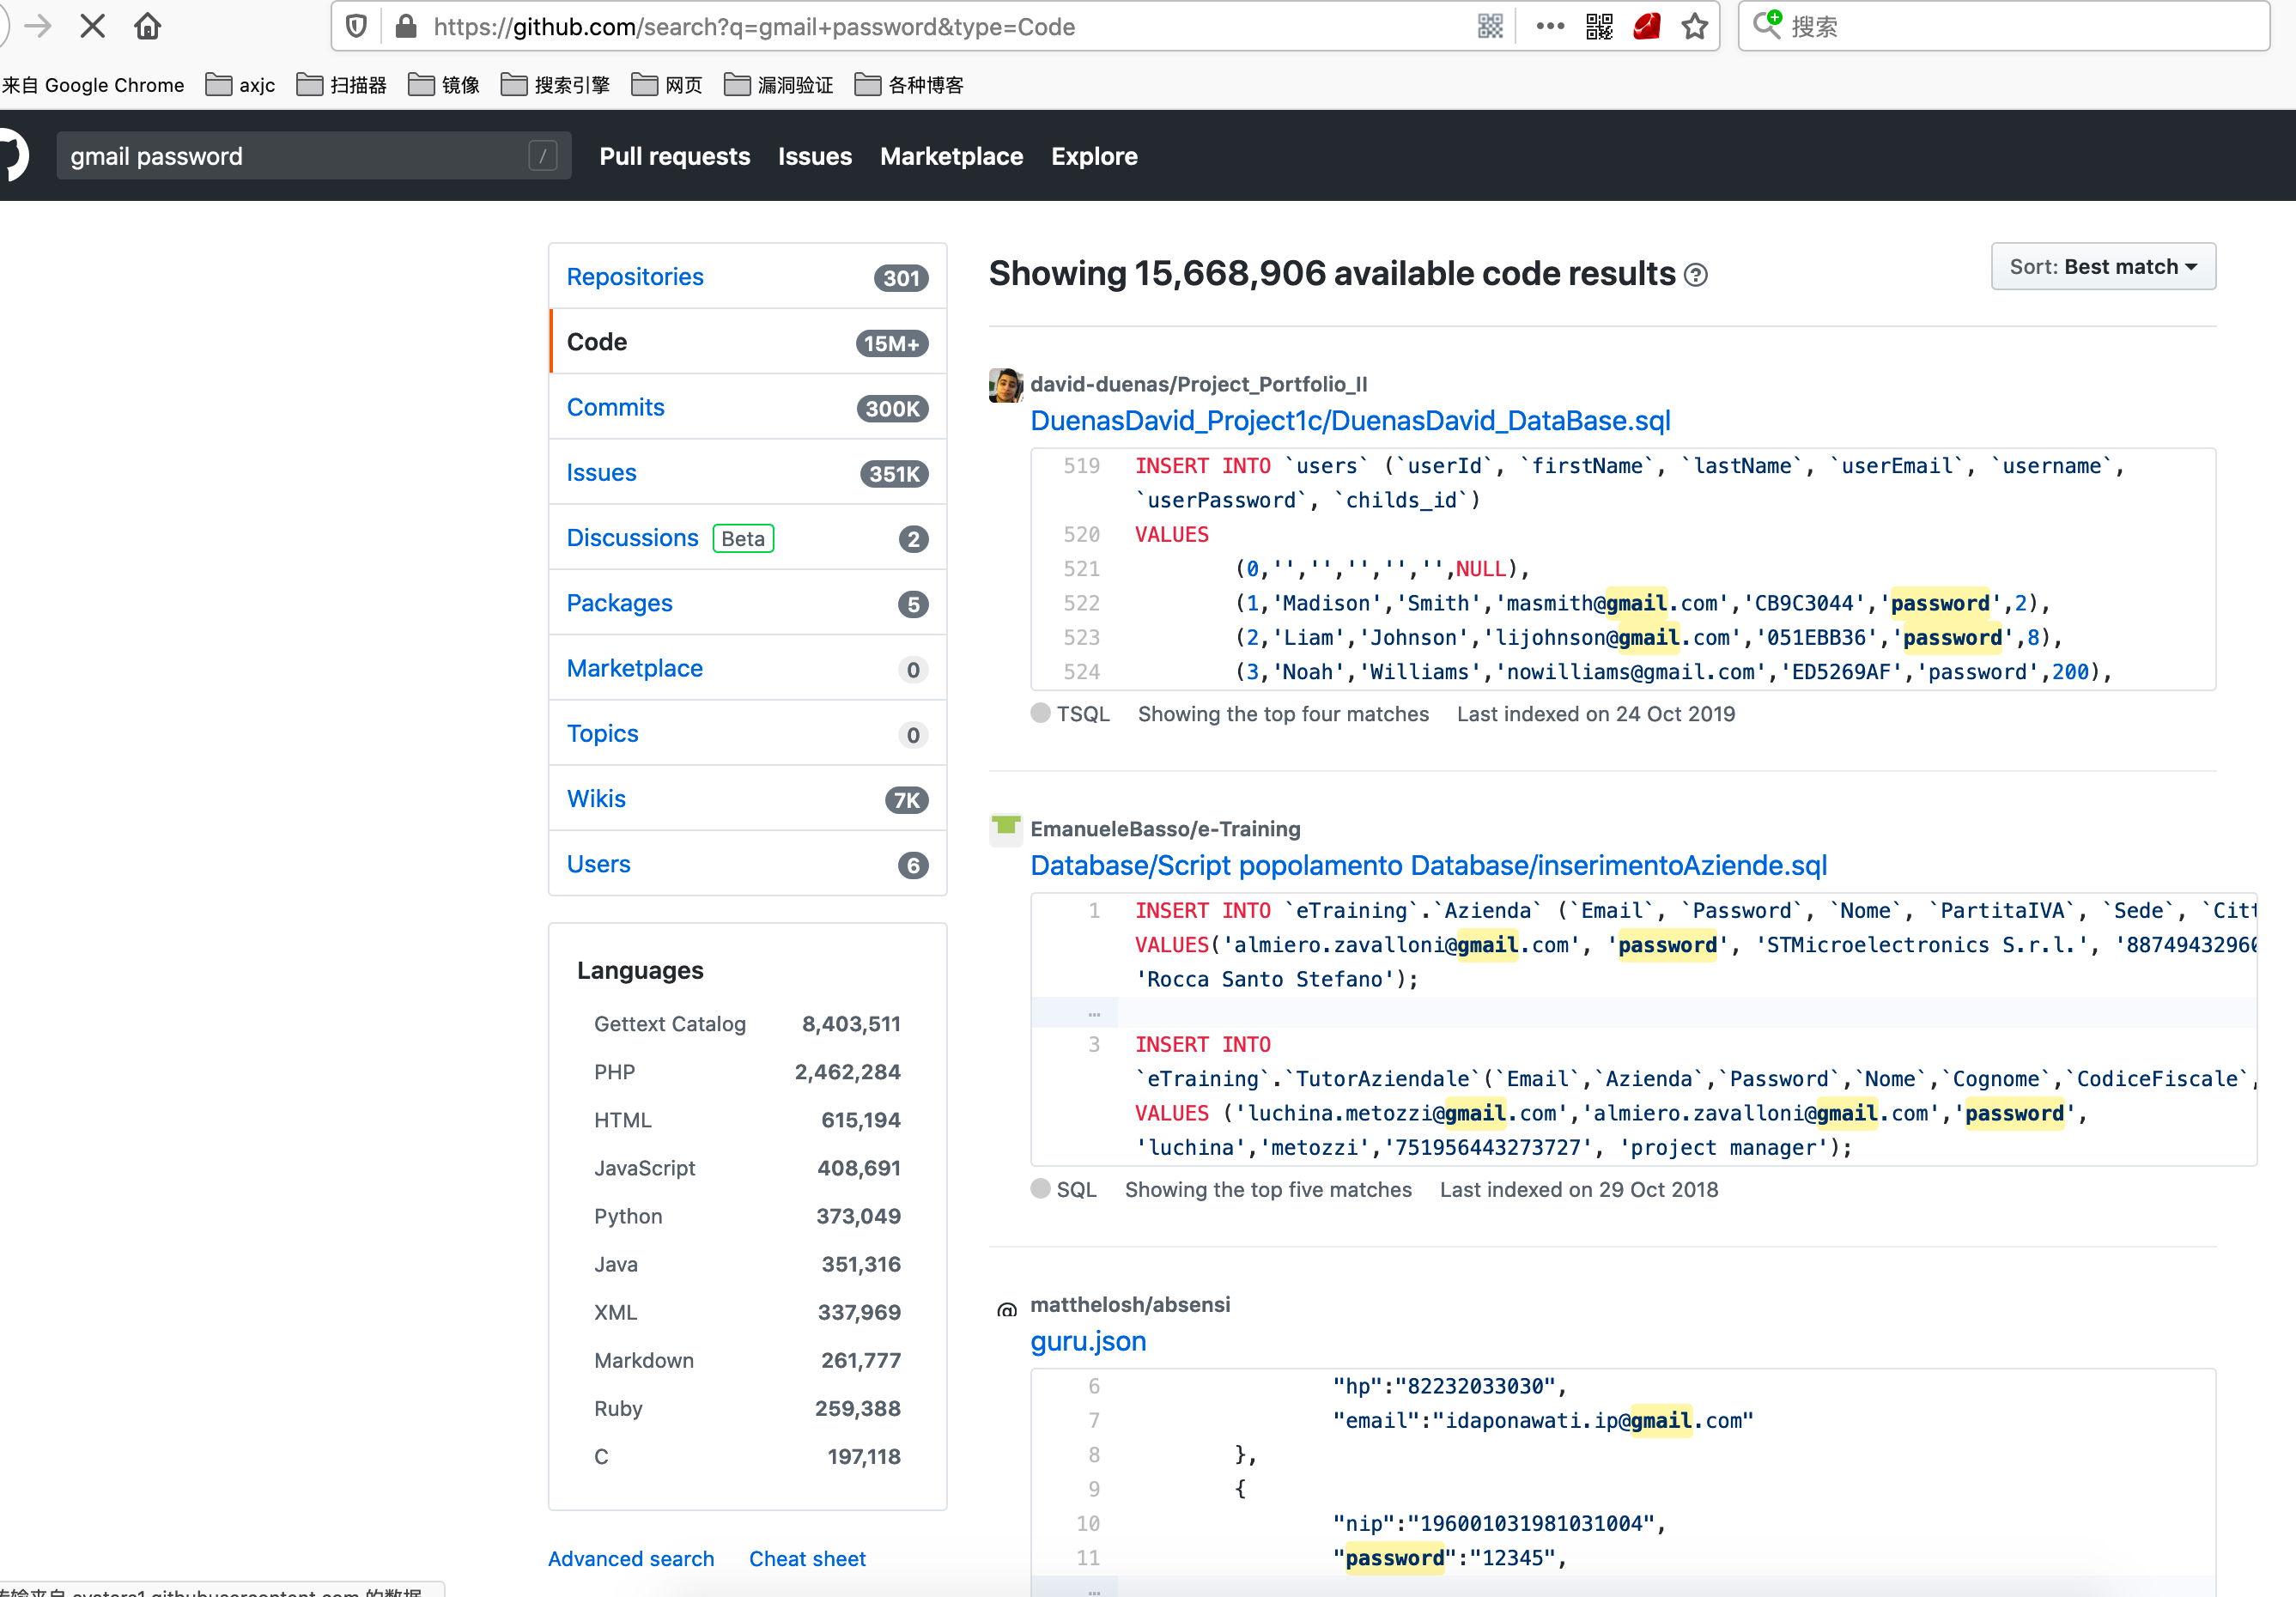 https://github.com/search?q=gmail+password&type=Code
搜索
来自 Google Chrome axjc 扫描器 镜像 搜索引擎 网页 漏洞验证 各种博客
gmail password / Pull requests Issues Marketplace Explore
Repositories 301
Code 15M+
Commits 300K
Issues 351K
Discussions Beta 2
Packages 5
Marketplace 0
Topics 0
Wikis 7K
Users 6
Languages
Gettext Catalog 8,403,511
PHP 2,462,284
HTML 615,194
JavaScript 408,691
Python 373,049
Java 351,316
XML 337,969
Markdown 261,777
Ruby 259,388
C 197,118
Advanced search Cheat sheet
Showing 15,668,906 available code results ?
Sort: Best match
david-duenas/Project_Portfolio_II
DuenasDavid_Project1c/DuenasDavid_DataBase.sql
519 INSERT INTO `users` (`userId`, `firstName`, `lastName`, `userEmail`, `username`,
`userPassword`, `childs_id`)
520 VALUES
521 (0,'','','','','',NULL),
522 (1,'Madison','Smith','masmith@gmail.com','CB9C3044','password',2),
523 (2,'Liam','Johnson','lijohnson@gmail.com','051EBB36','password',8),
524 (3,'Noah','Williams','nowilliams@gmail.com','ED5269AF','password',200),
TSQL Showing the top four matches Last indexed on 24 Oct 2019
EmanueleBasso/e-Training
Database/Script popolamento Database/inserimentoAziende.sql
1 INSERT INTO `eTraining`.`Azienda` (`Email`, `Password`, `Nome`, `PartitaIVA`, `Sede`, `Citt
VALUES('almiero.zavalloni@gmail.com', 'password', 'STMicroelectronics S.r.l.', '88749432960
'Rocca Santo Stefano');
…
3 INSERT INTO
`eTraining`.`TutorAziendale`(`Email`,`Azienda`,`Password`,`Nome`,`Cognome`,`CodiceFiscale`,
VALUES ('luchina.metozzi@gmail.com','almiero.zavalloni@gmail.com','password',
'luchina','metozzi','751956443273727', 'project manager');
SQL Showing the top five matches Last indexed on 29 Oct 2018
matthelosh/absensi
guru.json
6 "hp":"82232033030",
7 "email":"idaponawati.ip@gmail.com"
8 },
9 {
10 "nip":"196001031981031004",
11 "password":"12345",
…